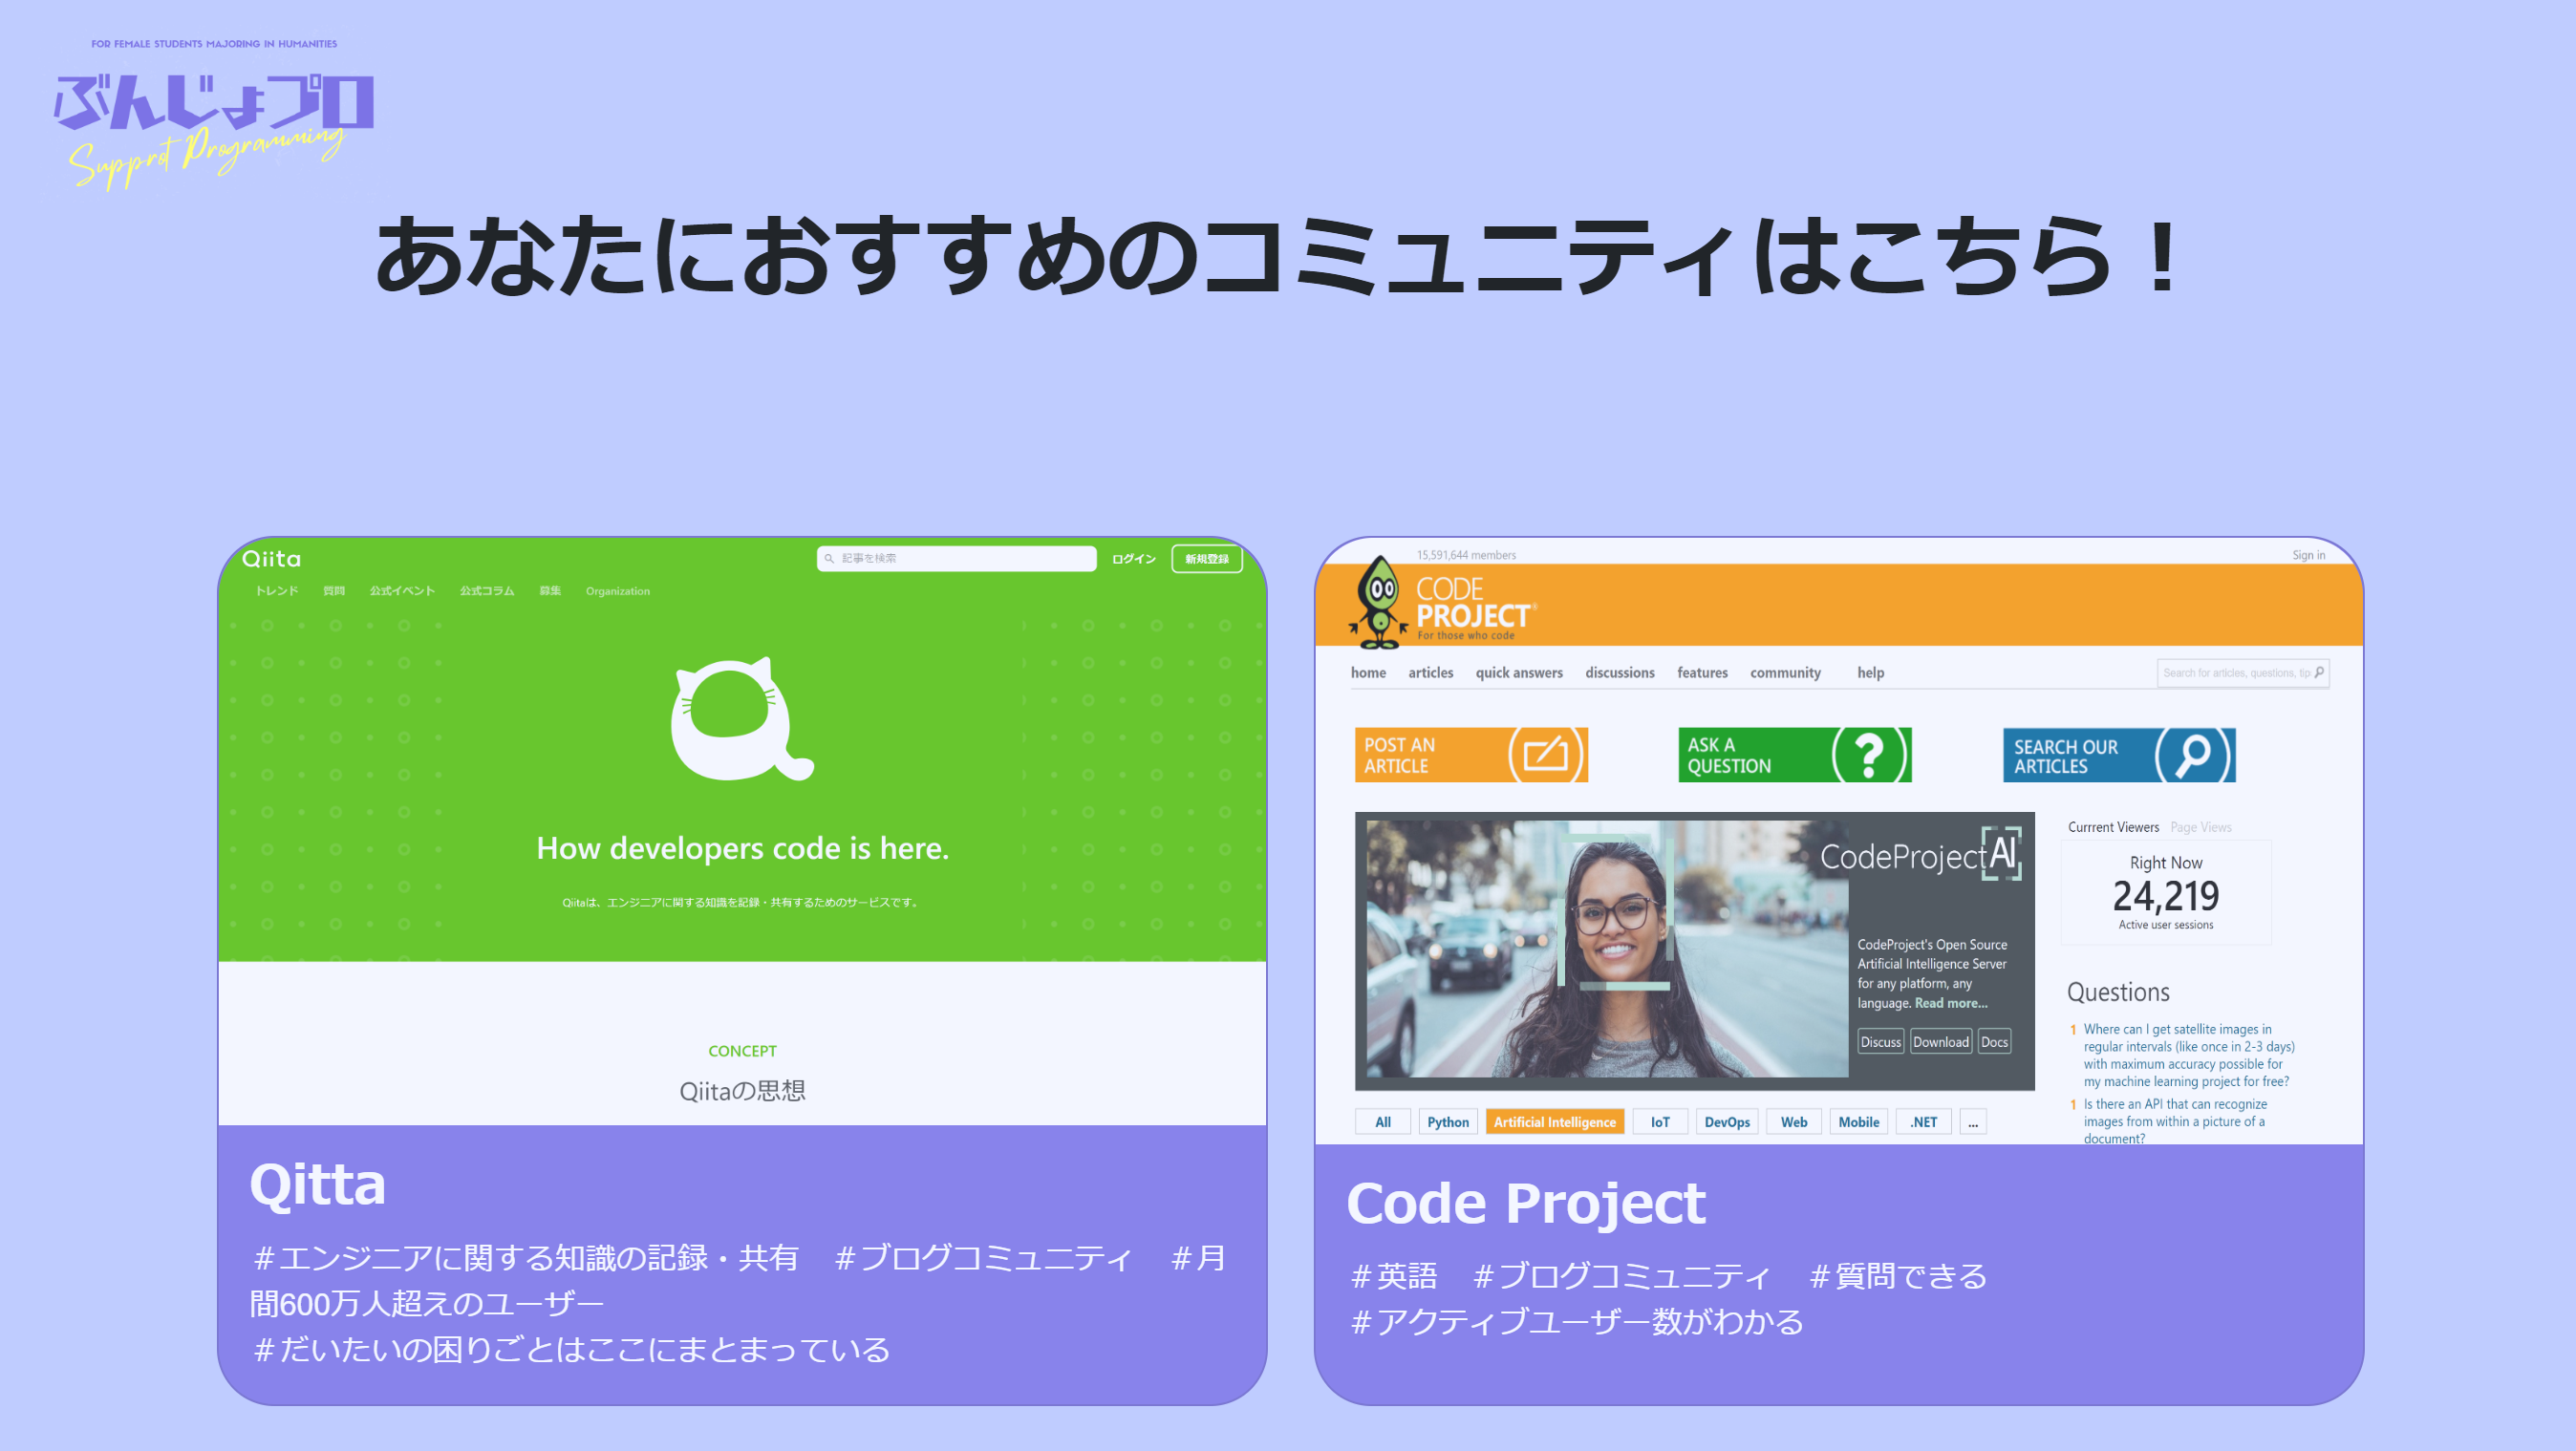 FOR FEMALE STUDENTS MAJORING IN HUMANITIES
ぶんじょプロ
Supprot Programming
あなたにおすすめのコミュニティはこちら！
Qiita
記事を検索
ログイン
新規登録
トレンド 質問 公式イベント 公式コラム 募集 Organization
How developers code is here.
Qiitaは、エンジニアに関する知識を記録・共有するためのサービスです。
CONCEPT
Qiitaの思想
Qitta
＃エンジニアに関する知識の記録・共有　＃ブログコミュニティ　＃月
間600万人超えのユーザー
＃だいたいの困りごとはここにまとまっている
15,591,644 members
Sign in
CODE
PROJECT®
For those who code
home articles quick answers discussions features community help
Search for articles, questions, tip
POST AN
ARTICLE
ASK A
QUESTION
SEARCH OUR
ARTICLES
CodeProject AI
CodeProject's Open Source
Artificial Intelligence Server
for any platform, any
language. Read more...
Discuss Download Docs
Currrent Viewers Page Views
Right Now
24,219
Active user sessions
Questions
1 Where can I get satellite images in
regular intervals (like once in 2-3 days)
with maximum accuracy possible for
my machine learning project for free?
1 Is there an API that can recognize
images from within a picture of a
document?
All Python Artificial Intelligence IoT DevOps Web Mobile .NET ...
Code Project
＃英語　＃ブログコミュニティ　＃質問できる
＃アクティブユーザー数がわかる